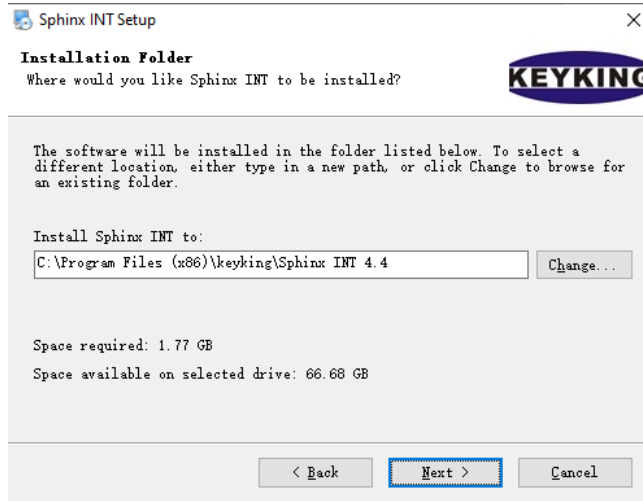 Sphinx INT Setup
Installation Folder
Where would you like Sphinx INT to be installed?
KEYKING
The software will be installed in the folder listed below. To select a
different location, either type in a new path, or click Change to browse for
an existing folder.
Install Sphinx INT to:
C:\Program Files (x86)\keyking\Sphinx INT 4.4
Change...
Space required: 1.77 GB
Space available on selected drive: 66.68 GB
< Back
Next >
Cancel